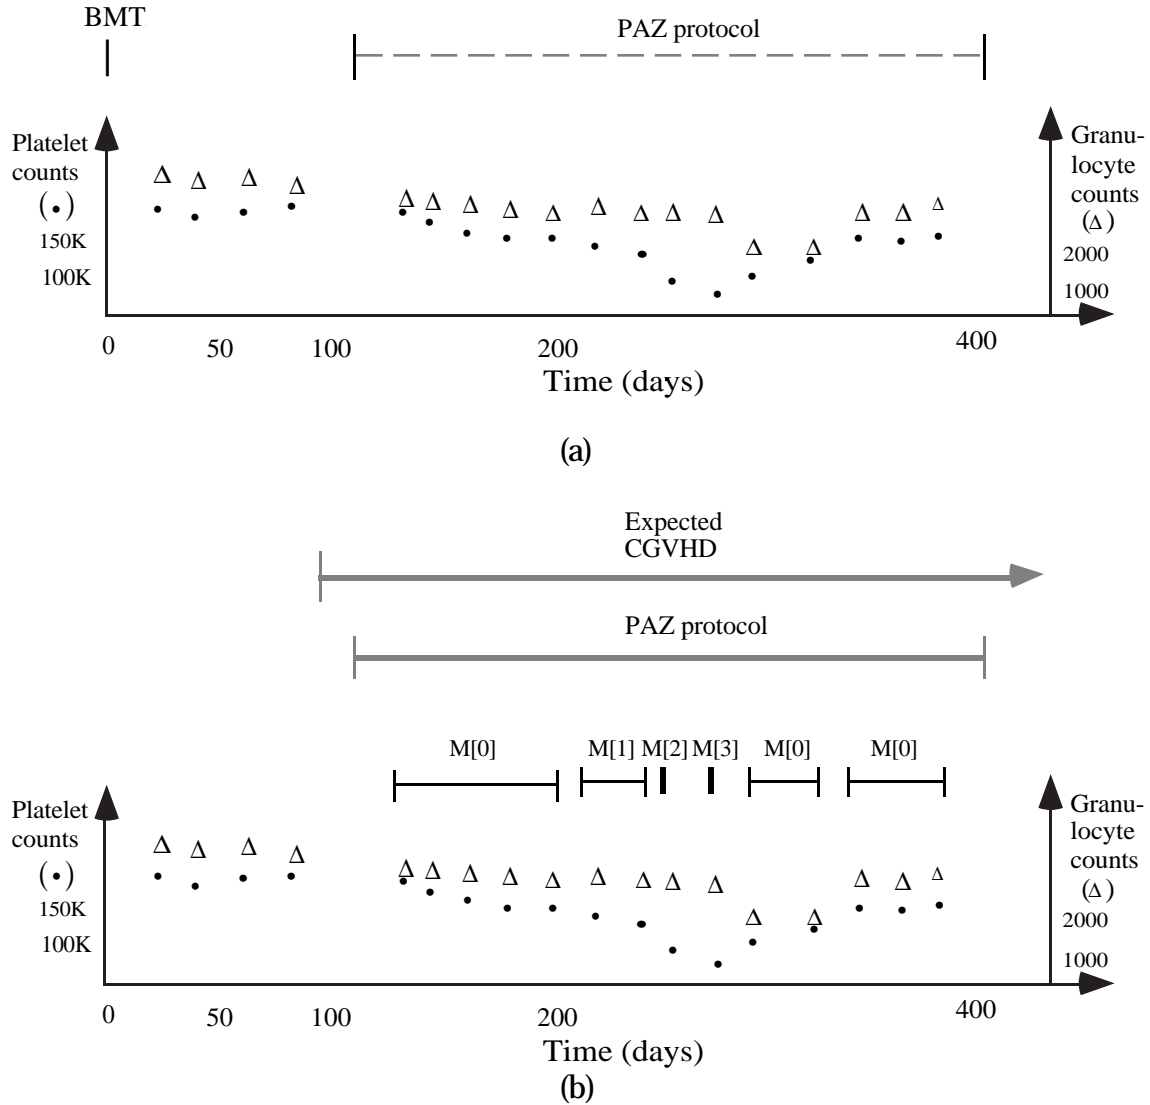 BMT
PAZ protocol
Platelet
counts
(•)
150K
100K
Granu-
locyte
counts
(Δ)
2000
1000
0
50
100
200
400
Time (days)
(a)
Expected
CGVHD
PAZ protocol
M[0]
M[1]
M[2]
M[3]
M[0]
M[0]
Platelet
counts
(•)
150K
100K
Granu-
locyte
counts
(Δ)
2000
1000
0
50
100
200
400
Time (days)
(b)